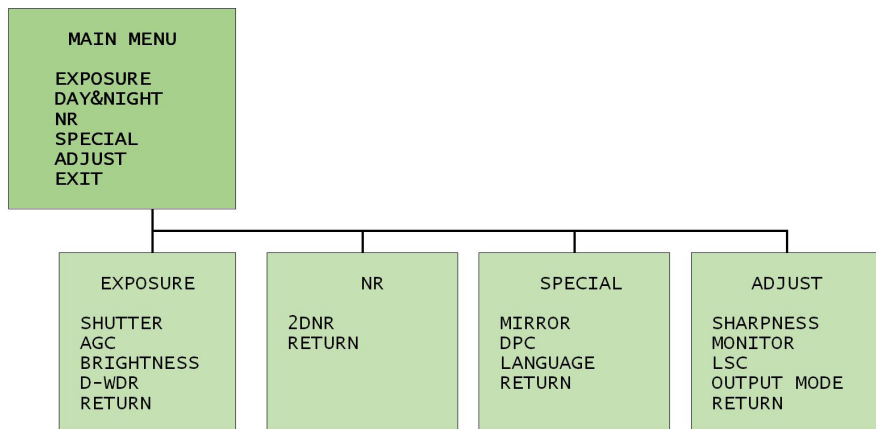 MAIN MENU
EXPOSURE
DAY&NIGHT
NR
SPECIAL
ADJUST
EXIT
EXPOSURE
SHUTTER
AGC
BRIGHTNESS
D-WDR
RETURN
NR
2DNR
RETURN
SPECIAL
MIRROR
DPC
LANGUAGE
RETURN
ADJUST
SHARPNESS
MONITOR
LSC
OUTPUT MODE
RETURN